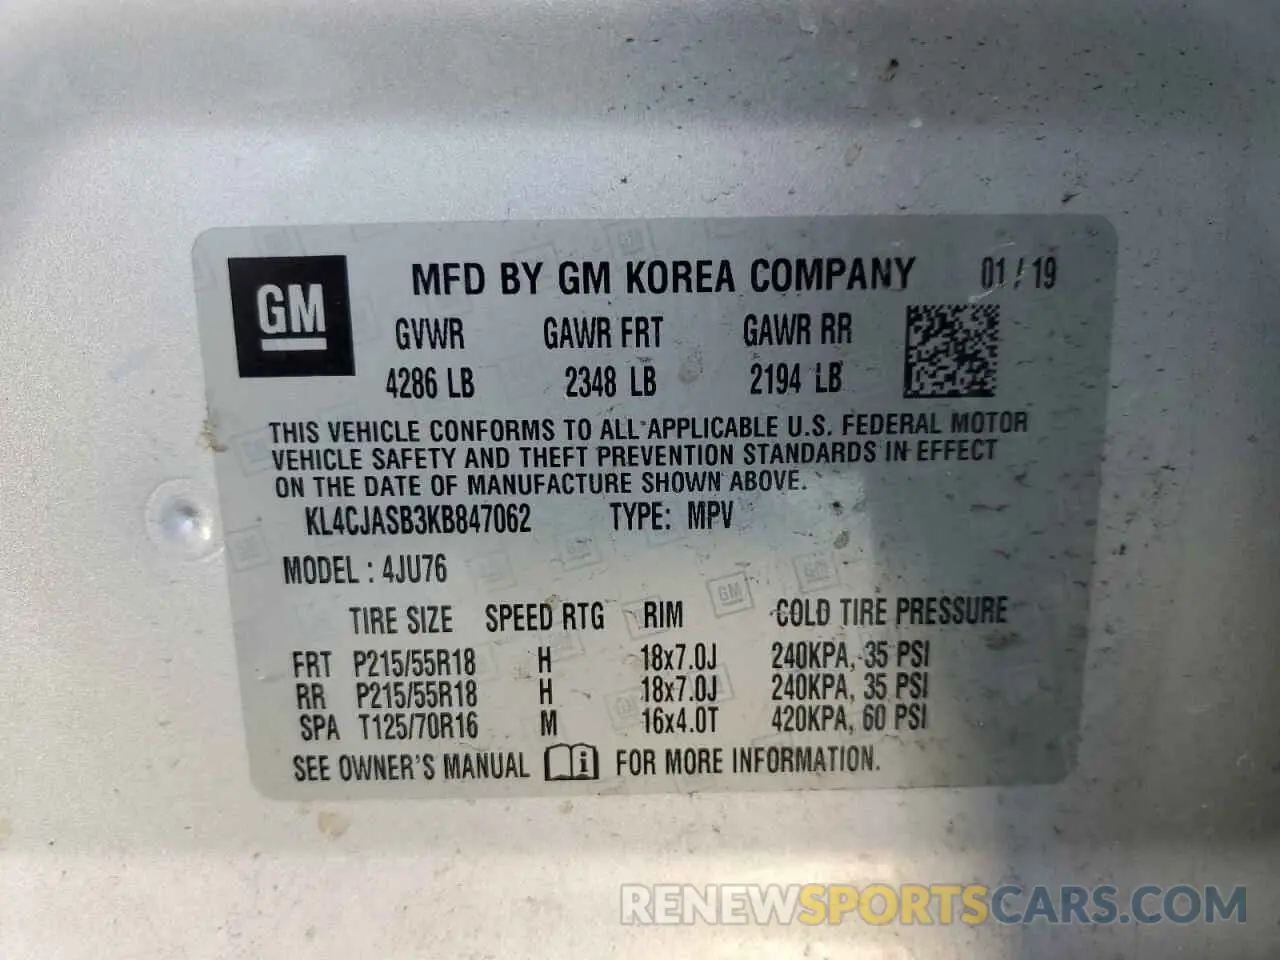 GM
MFD BY GM KOREA COMPANY 01 / 19
GVWR GAWR FRT GAWR RR
4286 LB 2348 LB 2194 LB
THIS VEHICLE CONFORMS TO ALL APPLICABLE U.S. FEDERAL MOTOR
VEHICLE SAFETY AND THEFT PREVENTION STANDARDS IN EFFECT
ON THE DATE OF MANUFACTURE SHOWN ABOVE.
KL4CJASB3KB847062 TYPE: MPV
MODEL : 4JU76
TIRE SIZE SPEED RTG RIM COLD TIRE PRESSURE
FRT P215/55R18 H 18x7.0J 240KPA, 35 PSI
RR P215/55R18 H 18x7.0J 240KPA, 35 PSI
SPA T125/70R16 M 16x4.0T 420KPA, 60 PSI
SEE OWNER'S MANUAL i FOR MORE INFORMATION.
RENEWSPORTSCARS.COM